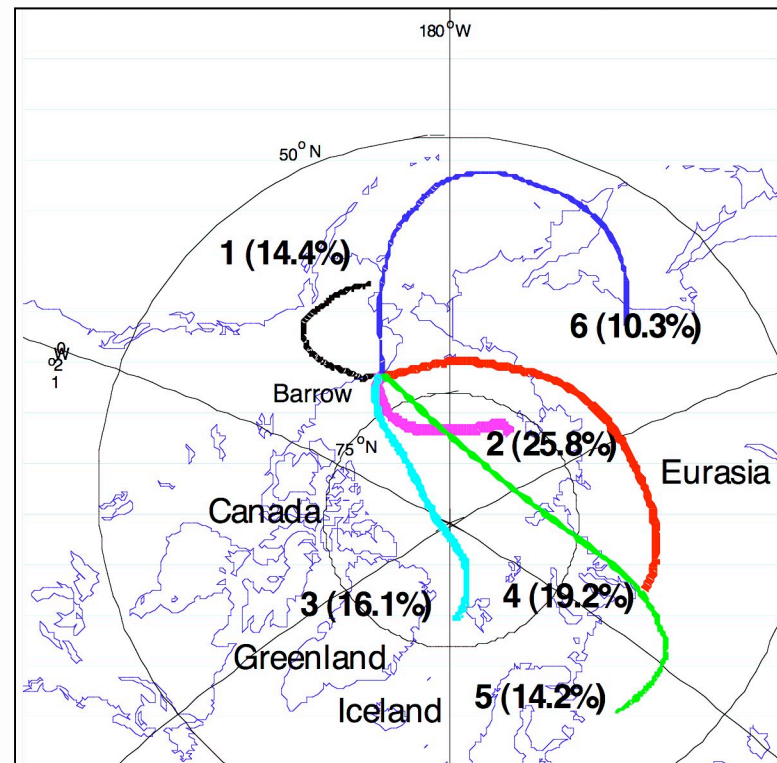 180°W
50°N
1 (14.4%)
6 (10.3%)
120°W
Barrow
75°N
2 (25.8%)
Eurasia
Canada
3 (16.1%)
4 (19.2%)
Greenland
5 (14.2%)
Iceland